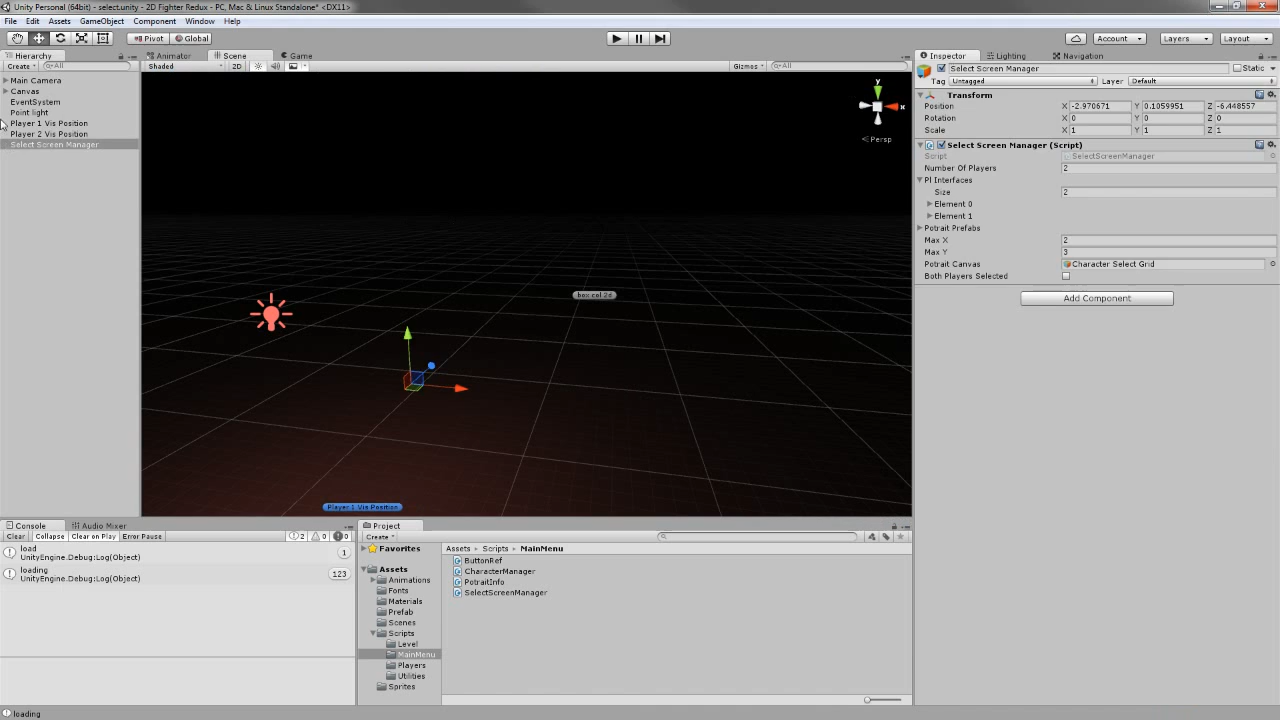 Unity Personal (64bit) - select.unity - 2D Fighter Redux - PC, Mac & Linux Standalone* <DX11>
File Edit Assets GameObject Component Window Help
Pivot Global Account Layers Layout
Hierarchy Animator Scene Game Inspector Lighting Navigation
Create All Shaded 2D Gizmos All Select Screen Manager Static
Tag Untagged Layer Default
Main Camera
Canvas
EventSystem
Point light
Player 1 Vis Position
Player 2 Vis Position
Select Screen Manager
y
x
Persp
box col 2d
Player 1 Vis Position
Transform
Position X -2.970671 Y 0.1059951 Z -6.448557
Rotation X 0 Y 0 Z 0
Scale X 1 Y 1 Z 1
Select Screen Manager (Script)
Script SelectScreenManager
Number Of Players 2
Pl Interfaces
Size 2
Element 0
Element 1
Potrait Prefabs
Max X 2
Max Y 3
Potrait Canvas Character Select Grid
Both Players Selected
Add Component
Console Audio Mixer
Clear Collapse Clear on Play Error Pause 2 0 0
load
UnityEngine.Debug:Log(Object) 1
loading
UnityEngine.Debug:Log(Object) 123
Project
Create
Favorites
Assets
Animations
Fonts
Materials
Prefab
Scenes
Scripts
Level
MainMenu
Players
Utilities
Sprites
Assets Scripts MainMenu
ButtonRef
CharacterManager
PotraitInfo
SelectScreenManager
loading